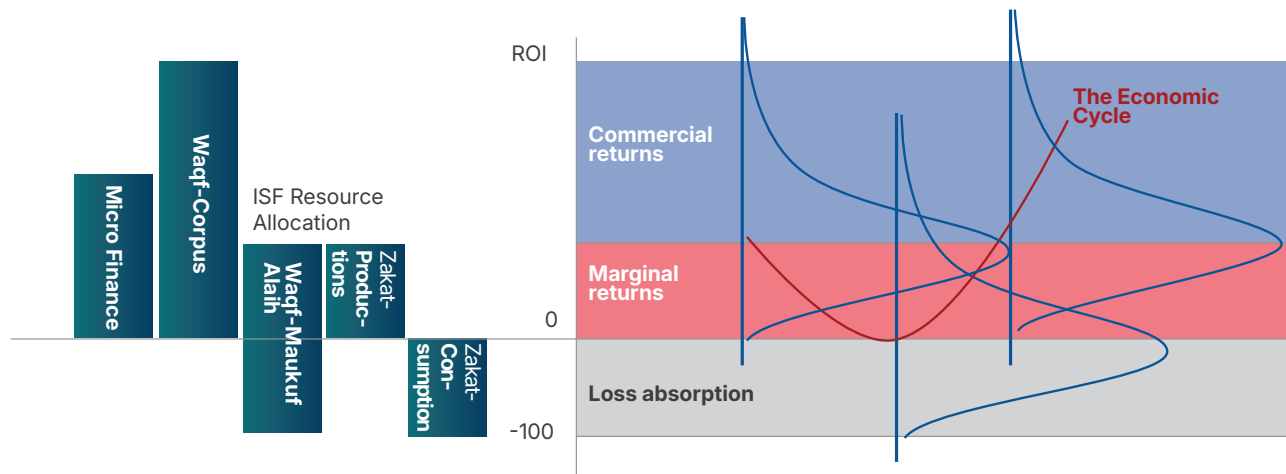 ROI
Micro Finance
Waqf-Corpus
ISF Resource
Allocation
Waqf-Maukuf
Alaih
Zakat-
Produc-
tions
Zakat-
Con-
sumption
0
-100
Commercial
returns
Marginal
returns
Loss absorption
The Economic
Cycle